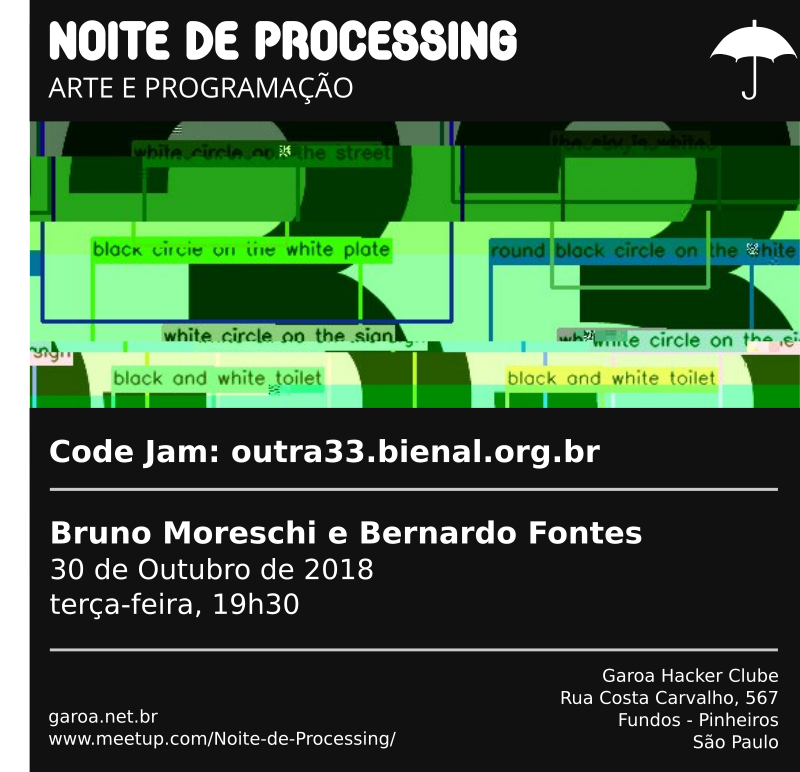 NOITE DE PROCESSING
ARTE E PROGRAMAÇÃO
white circle on the street
the sky is white
black circle on the white plate
round black circle on the white
white circle on the sign
white circle on the si
sign
black and white toilet
black and white toilet
Code Jam: outra33.bienal.org.br
Bruno Moreschi e Bernardo Fontes
30 de Outubro de 2018
terça-feira, 19h30
garoa.net.br
www.meetup.com/Noite-de-Processing/
Garoa Hacker Clube
Rua Costa Carvalho, 567
Fundos - Pinheiros
São Paulo